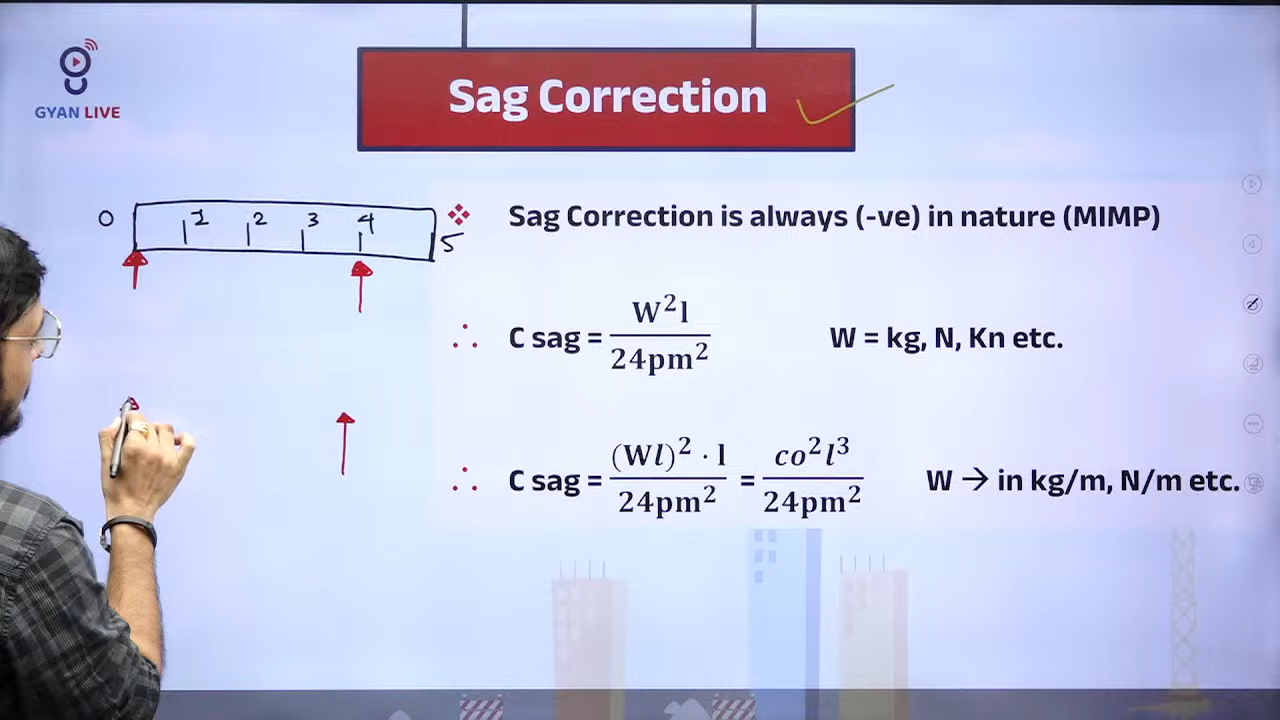 GYAN LIVE
Sag Correction
0 1 2 3 4 5
❖ Sag Correction is always (-ve) in nature (MIMP)
∴ C sag = W²l / 24pm² W = kg, N, Kn etc.
∴ C sag = (Wl)² · l / 24pm² = co²l³ / 24pm² W → in kg/m, N/m etc.